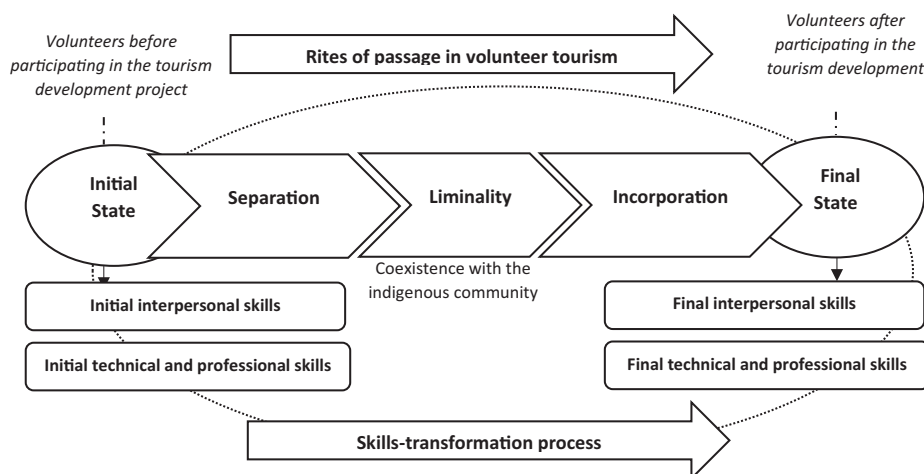 Volunteers before
participating in the tourism
development project
Rites of passage in volunteer tourism
Volunteers after
participating in the
tourism development
Initial
State
Separation
Liminality
Incorporation
Final
State
Coexistence with the
indigenous community
Initial interpersonal skills
Final interpersonal skills
Initial technical and professional skills
Final technical and professional skills
Skills-transformation process